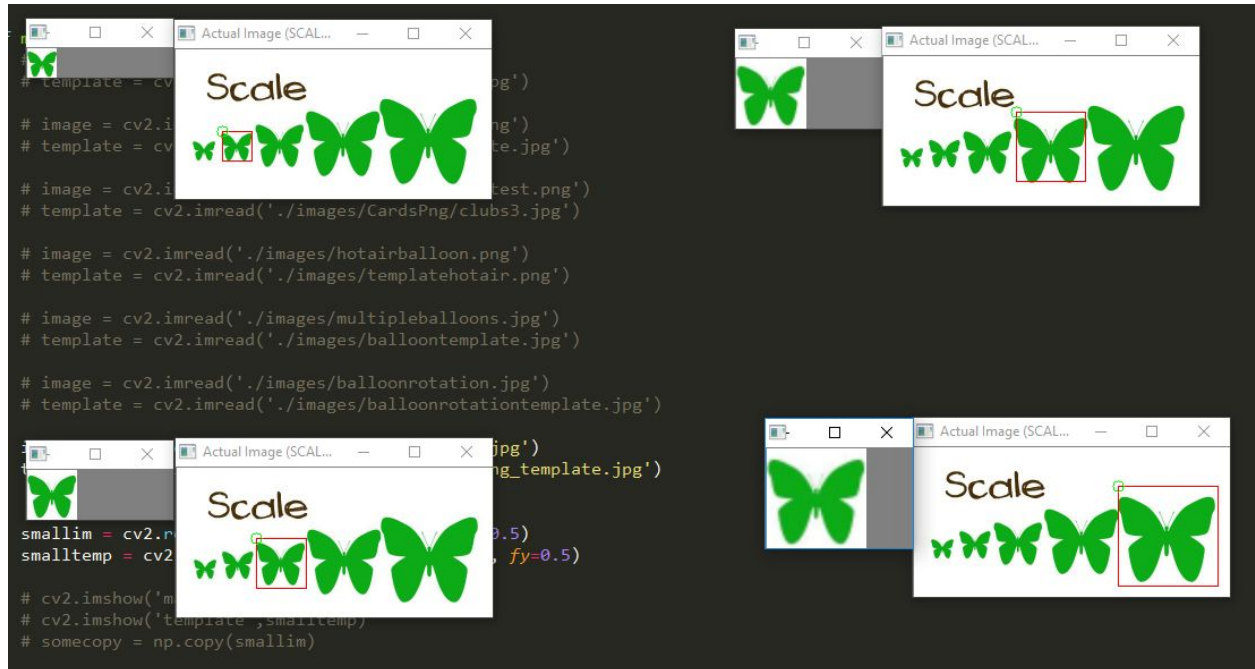 Actual Image (SCAL...
Scale
Actual Image (SCAL...
Scale
# template = cv
pg')
# image = cv2.i
ng')
# template = cv
te.jpg')
# image = cv2.i
test.png')
# template = cv2.imread('./images/CardsPng/clubs3.jpg')
# image = cv2.imread('./images/hotairballoon.png')
# template = cv2.imread('./images/templatehotair.png')
# image = cv2.imread('./images/multipleballoons.jpg')
# template = cv2.imread('./images/balloontemplate.jpg')
# image = cv2.imread('./images/balloonrotation.jpg')
# template = cv2.imread('./images/balloonrotationtemplate.jpg')
jpg')
ng_template.jpg')
Actual Image (SCAL...
Scale
Actual Image (SCAL...
Scale
smallim = cv2.r
0.5)
smalltemp = cv2
, fy=0.5)
# cv2.imshow('m
# cv2.imshow('template',smalltemp)
# somecopy = np.copy(smallim)